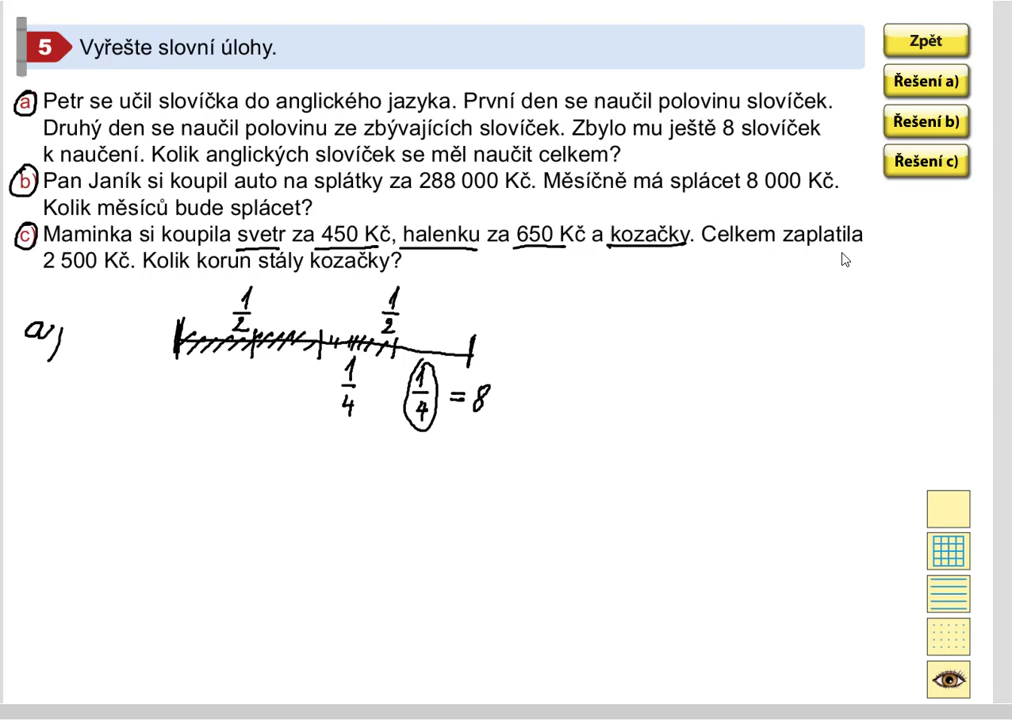 5 Vyřešte slovní úlohy.
Zpět
Řešení a)
Řešení b)
Řešení c)
a) Petr se učil slovíčka do anglického jazyka. První den se naučil polovinu slovíček.
Druhý den se naučil polovinu ze zbývajících slovíček. Zbylo mu ještě 8 slovíček
k naučení. Kolik anglických slovíček se měl naučit celkem?
b) Pan Janík si koupil auto na splátky za 288 000 Kč. Měsíčně má splácet 8 000 Kč.
Kolik měsíců bude splácet?
c) Maminka si koupila svetr za 450 Kč, halenku za 650 Kč a kozačky. Celkem zaplatila
2 500 Kč. Kolik korun stály kozačky?
a)
1/2 1/2
1/4 1/4 = 8